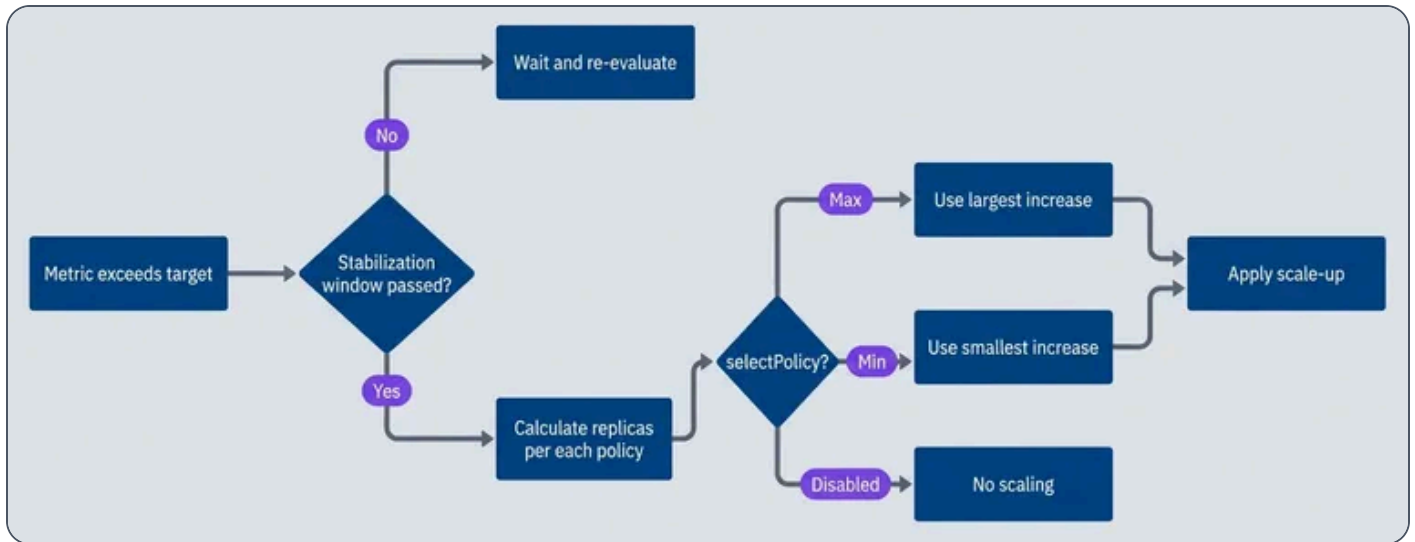 Wait and re-evaluate
No
Metric exceeds target
Stabilization
window passed?
Yes
Calculate replicas
per each policy
selectPolicy?
Max
Use largest increase
Min
Use smallest increase
Disabled
No scaling
Apply scale-up